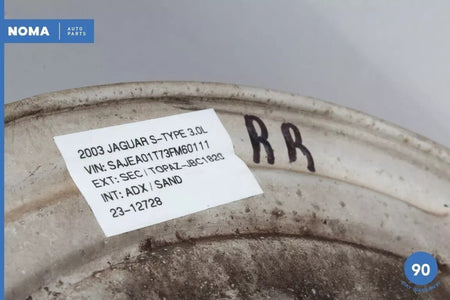 NOMA AUTO PARTS
2003 JAGUAR S-TYPE 3.0L
VIN: SAJEA01T73FM60111
EXT: SEC / TOPAZ-JBC1820
INT: ADX / SAND
23-12728
RR
90